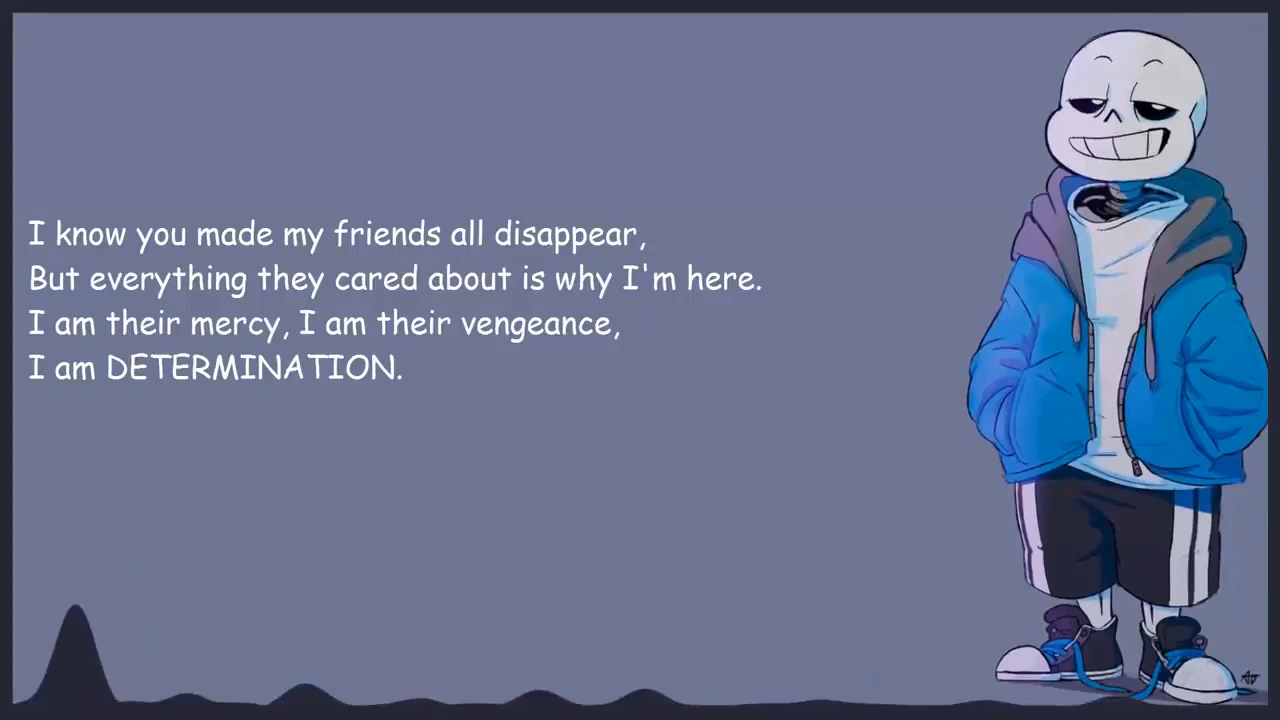 I know you made my friends all disappear,
But everything they cared about is why I'm here.
I am their mercy, I am their vengeance,
I am DETERMINATION.